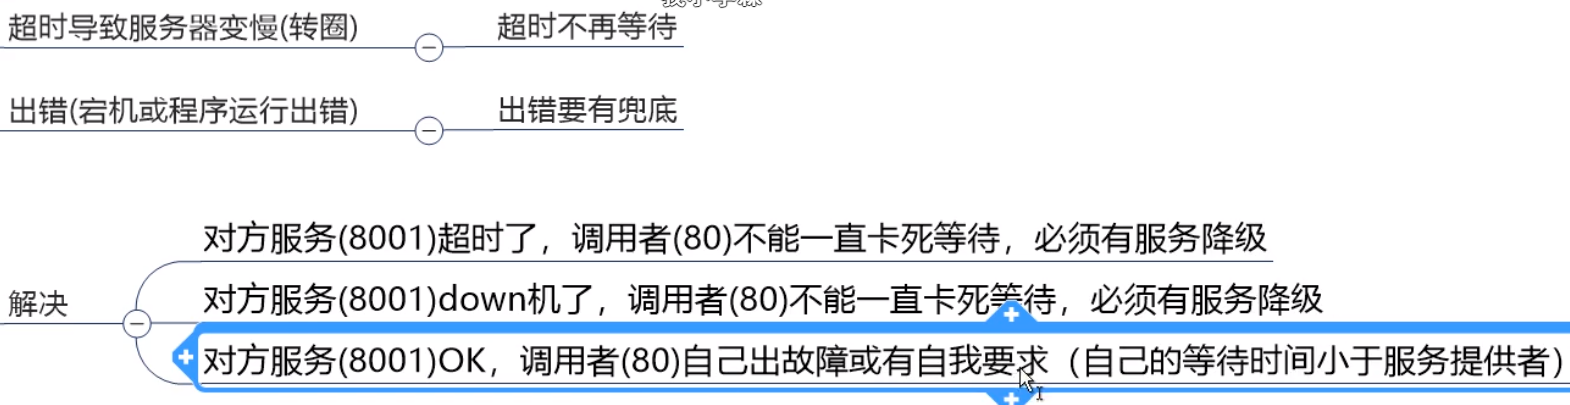 超时导致服务器变慢(转圈)
超时不再等待
出错(宕机或程序运行出错)
出错要有兜底
对方服务(8001)超时了，调用者(80)不能一直卡死等待，必须有服务降级
解决
对方服务(8001)down机了，调用者(80)不能一直卡死等待，必须有服务降级
对方服务(8001)OK，调用者(80)自己出故障或有自我要求（自己的等待时间小于服务提供者）